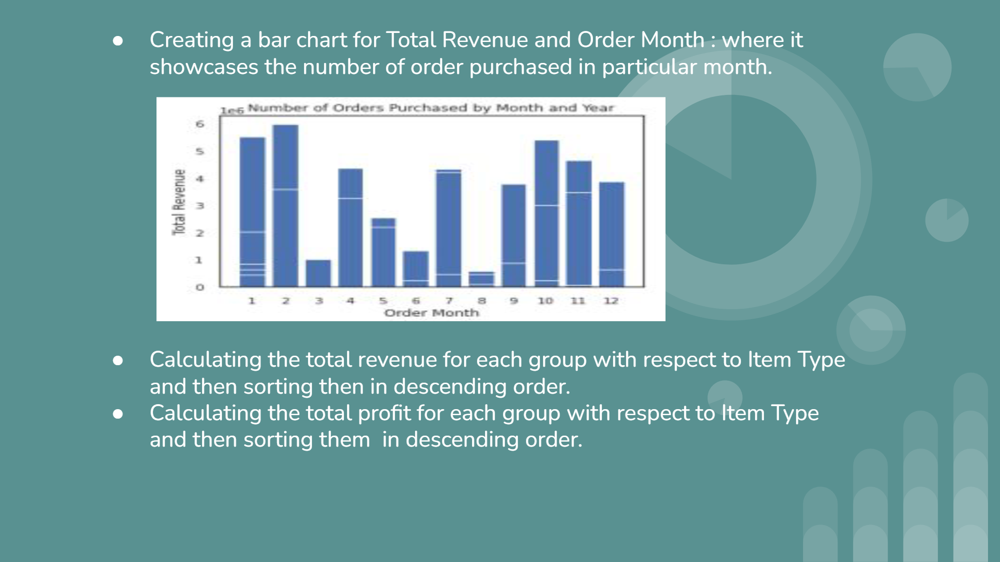 ● Creating a bar chart for Total Revenue and Order Month : where it
showcases the number of order purchased in particular month.
1e6 Number of Orders Purchased by Month and Year
6
5
4
3
2
1
0
Total Revenue
1 2 3 4 5 6 7 8 9 10 11 12
Order Month
● Calculating the total revenue for each group with respect to Item Type
and then sorting then in descending order.
● Calculating the total profit for each group with respect to Item Type
and then sorting them  in descending order.